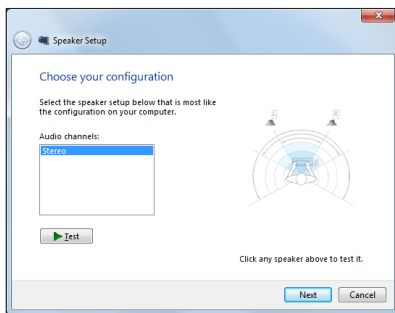 Speaker Setup
Choose your configuration
Select the speaker setup below that is most like
the configuration on your computer.
Audio channels:
Stereo
Test
L
R
Click any speaker above to test it.
Next
Cancel